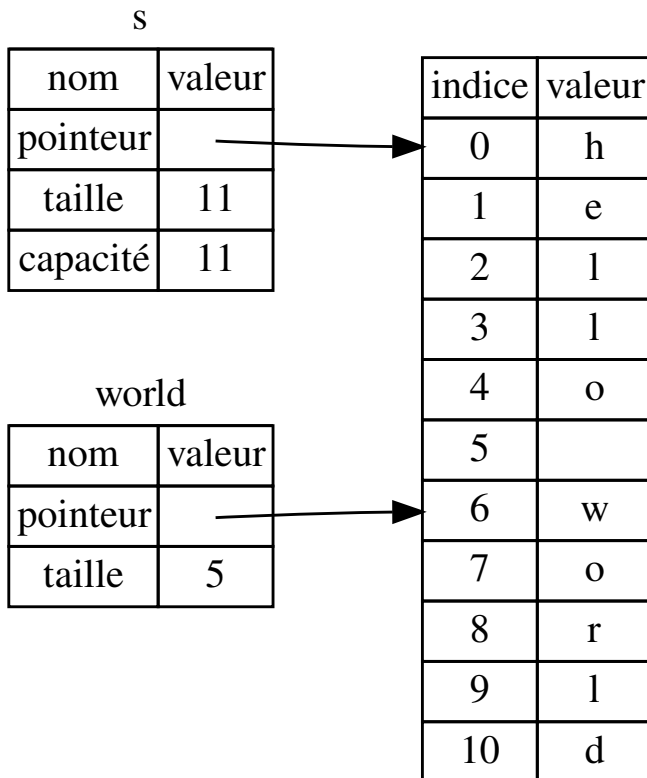 s
nom valeur
pointeur
taille 11
capacité 11
world
nom valeur
pointeur
taille 5
indice valeur
0 h
1 e
2 l
3 l
4 o
5
6 w
7 o
8 r
9 l
10 d